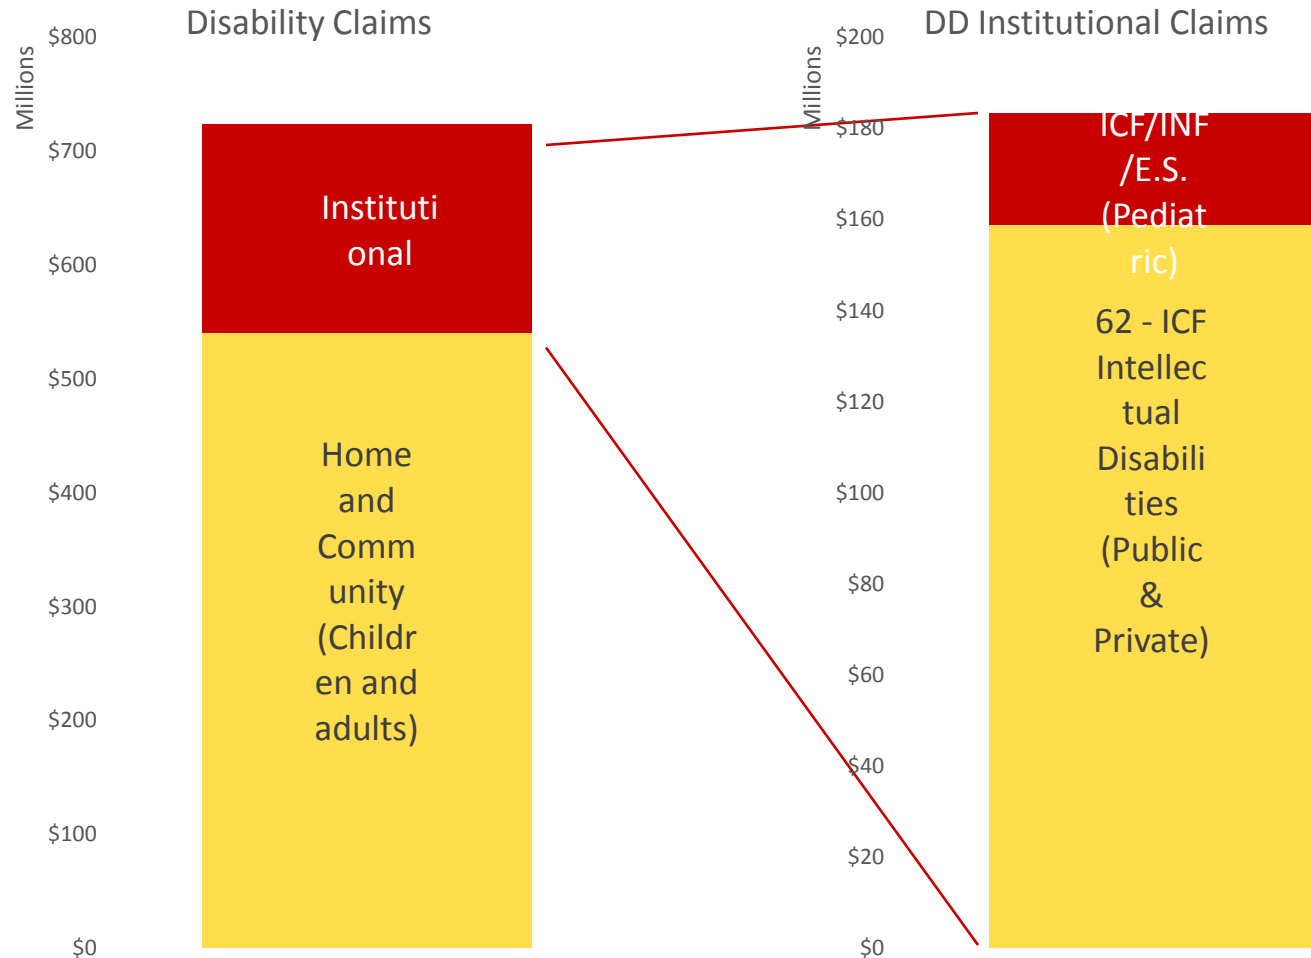 Disability Claims
Millions
$800
$700
$600
$500
$400
$300
$200
$100
$0
Instituti
onal
Home
and
Comm
unity
(Childr
en and
adults)
DD Institutional Claims
Millions
$200
$180
$160
$140
$120
$100
$80
$60
$40
$20
$0
ICF/INF
/E.S.
(Pediat
ric)
62 - ICF
Intellec
tual
Disabili
ties
(Public
&
Private)